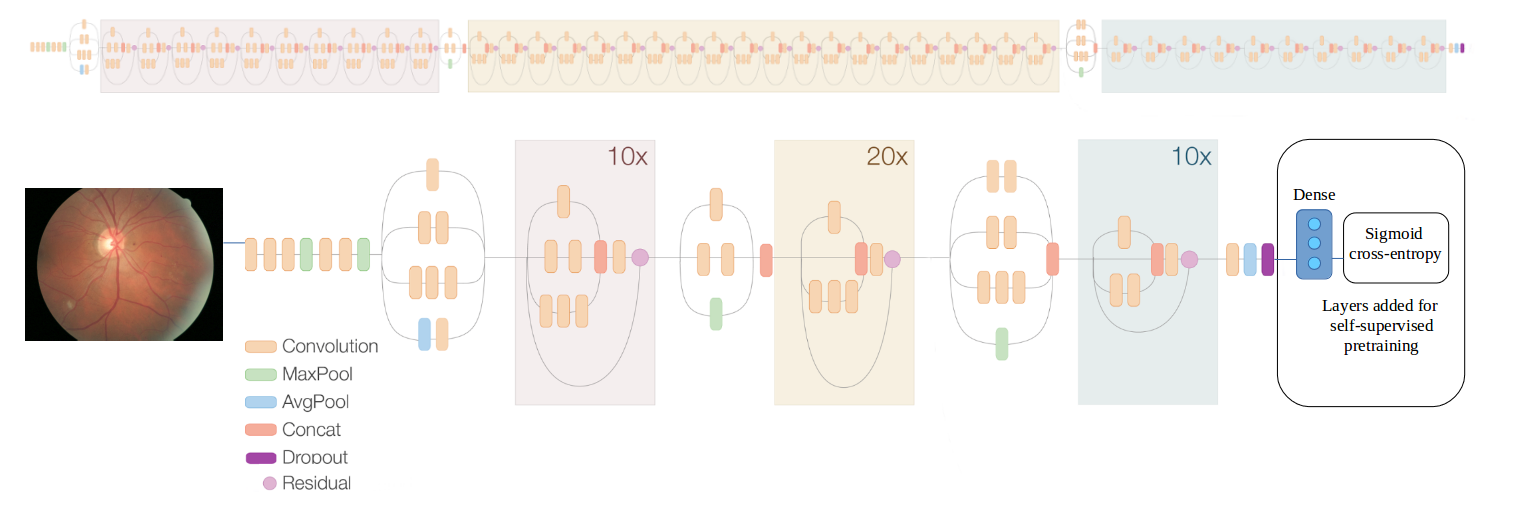 10x
20x
10x
Dense
Sigmoid
cross-entropy
Layers added for
self-supervised
pretraining
Convolution
MaxPool
AvgPool
Concat
Dropout
Residual